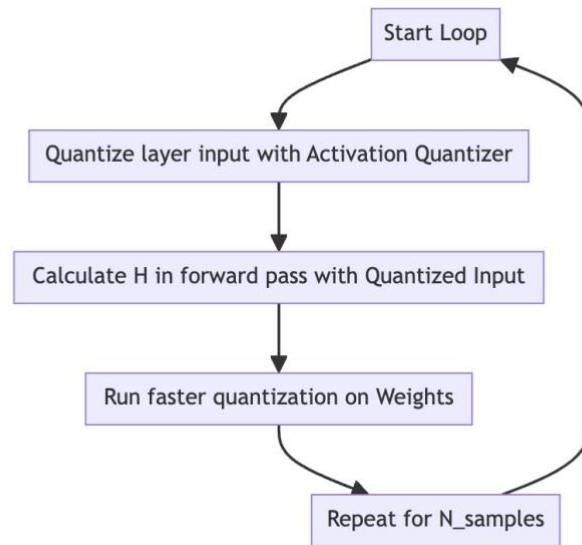 Start Loop
Quantize layer input with Activation Quantizer
Calculate H in forward pass with Quantized Input
Run faster quantization on Weights
Repeat for N_samples